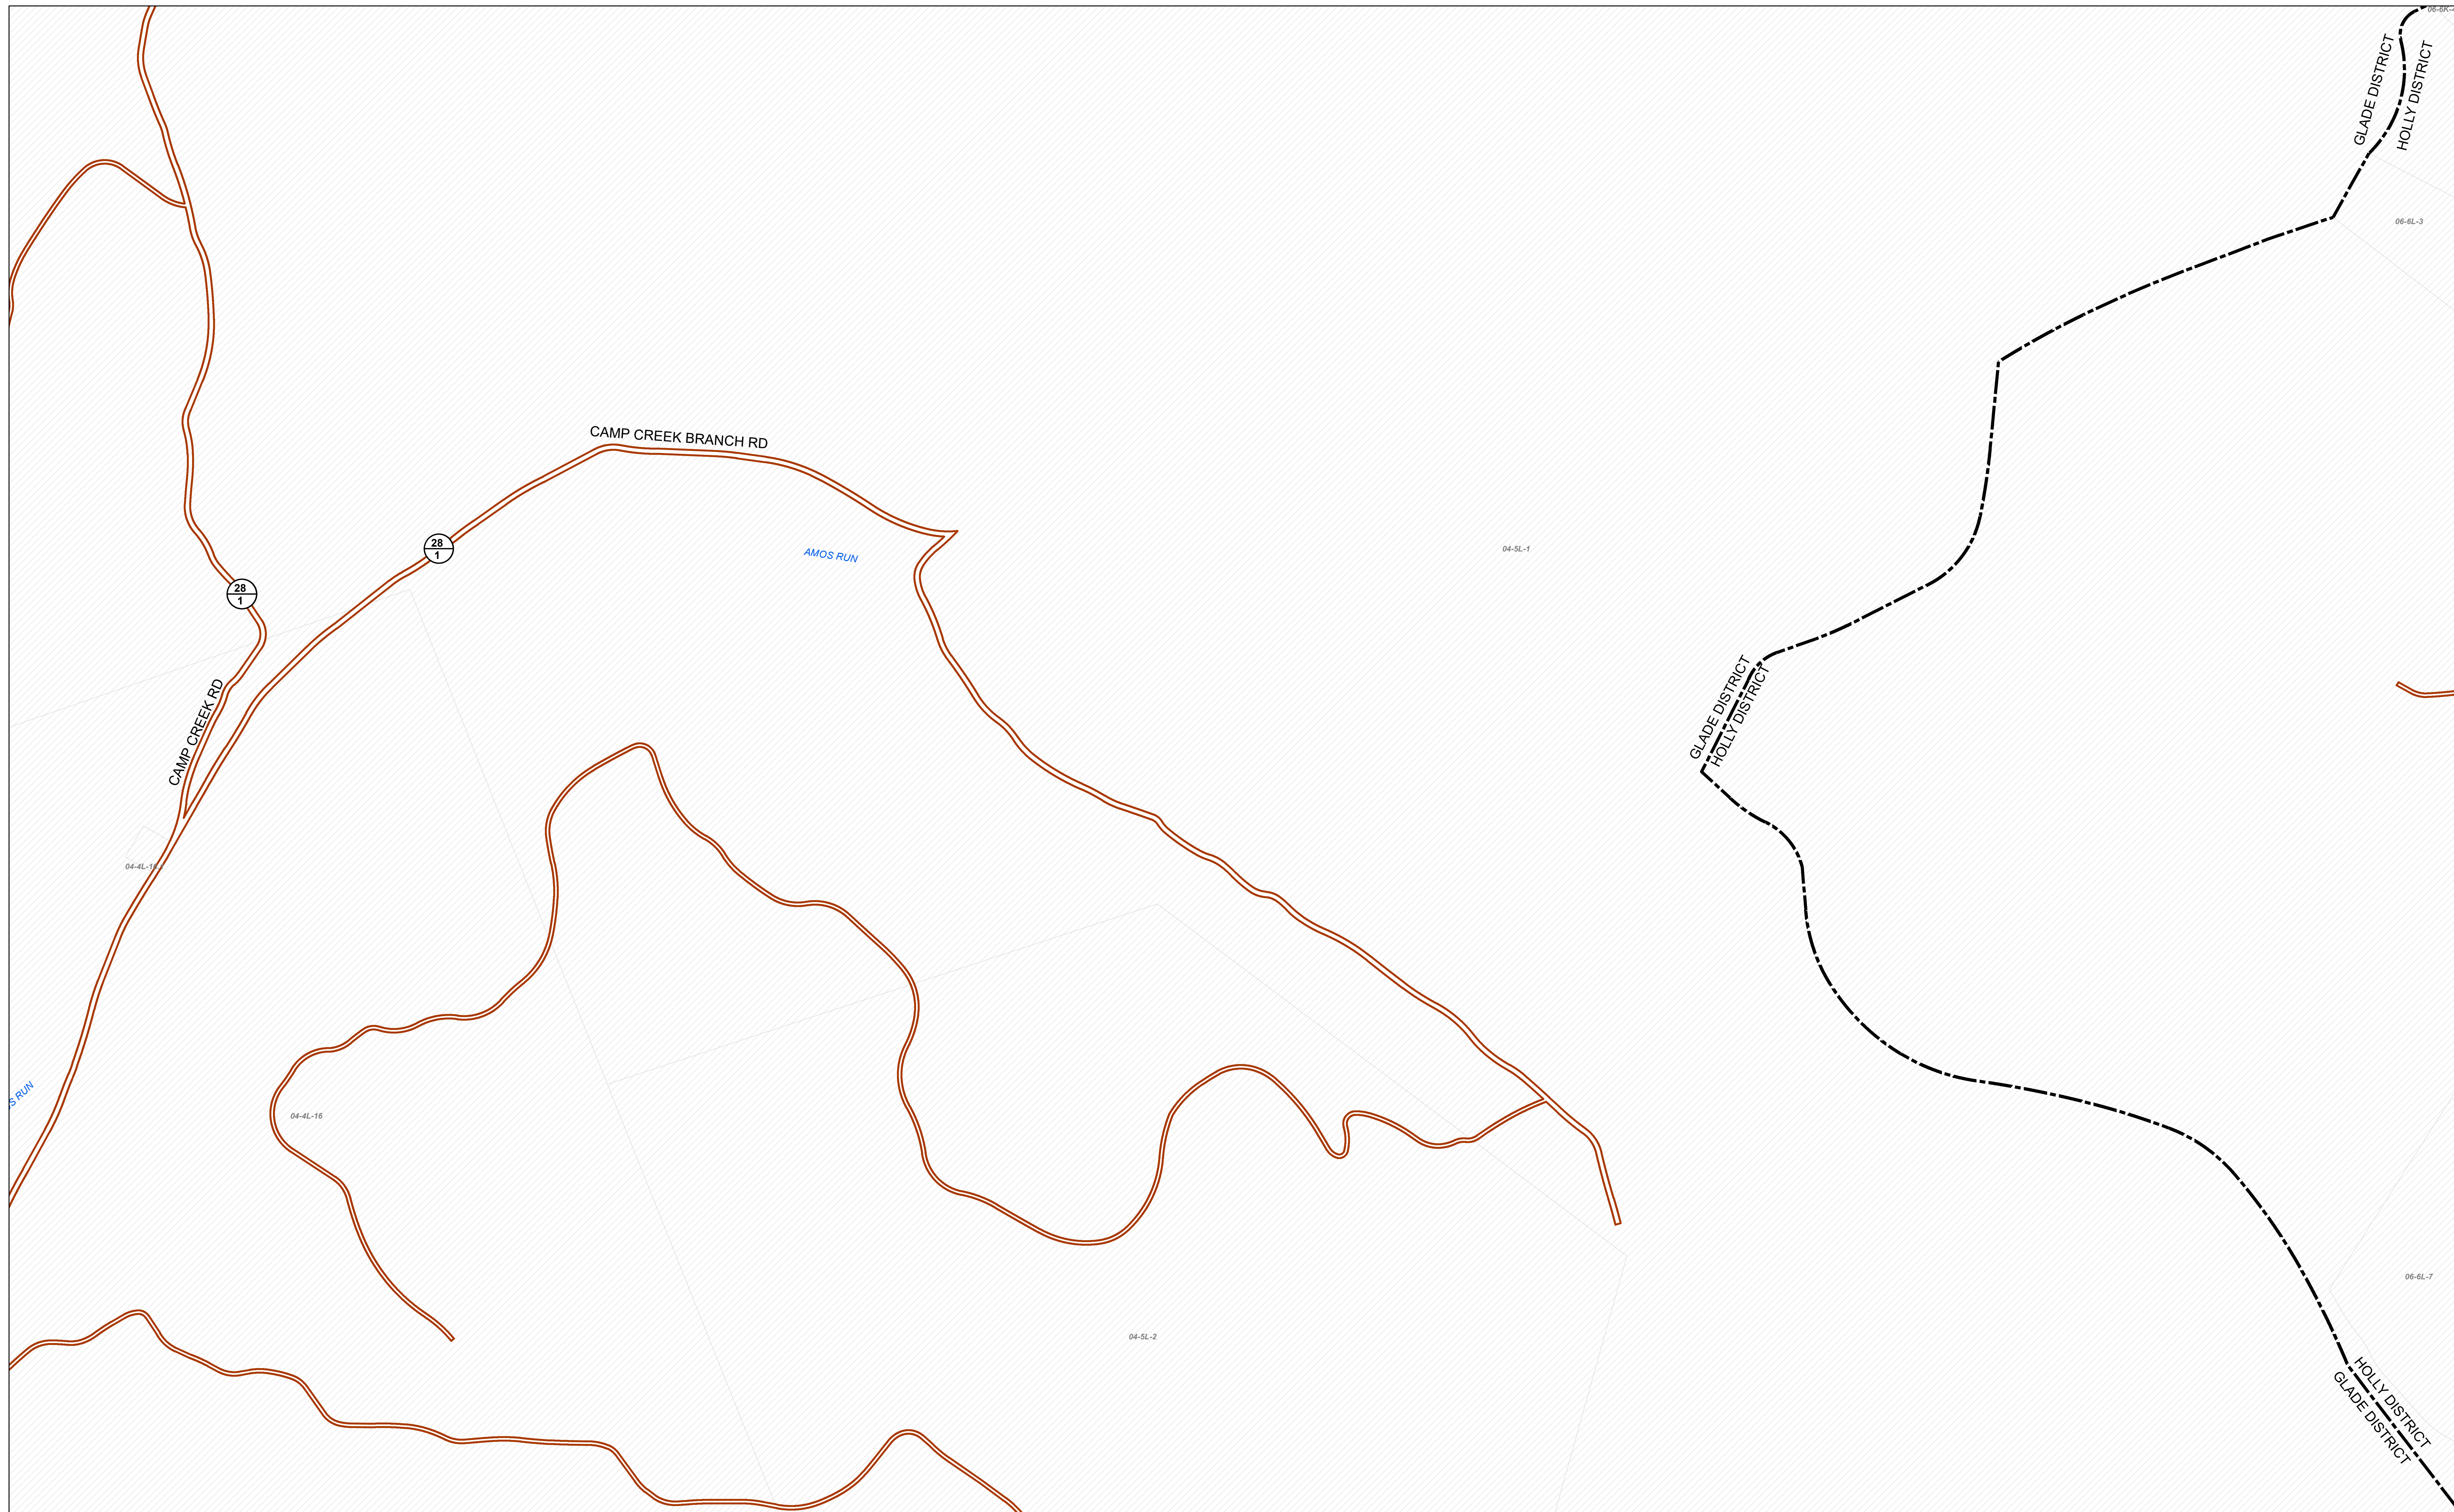 GLADE DISTRICT
HOLLY DISTRICT
06-6L-3
CAMP CREEK BRANCH RD
28
1
AMOS RUN
04-5L-1
28
1
CAMP CREEK RD
GLADE DISTRICT
HOLLY DISTRICT
S RUN
04-4L-16
04-5L-2
06-6L-7
HOLLY DISTRICT
GLADE DISTRICT